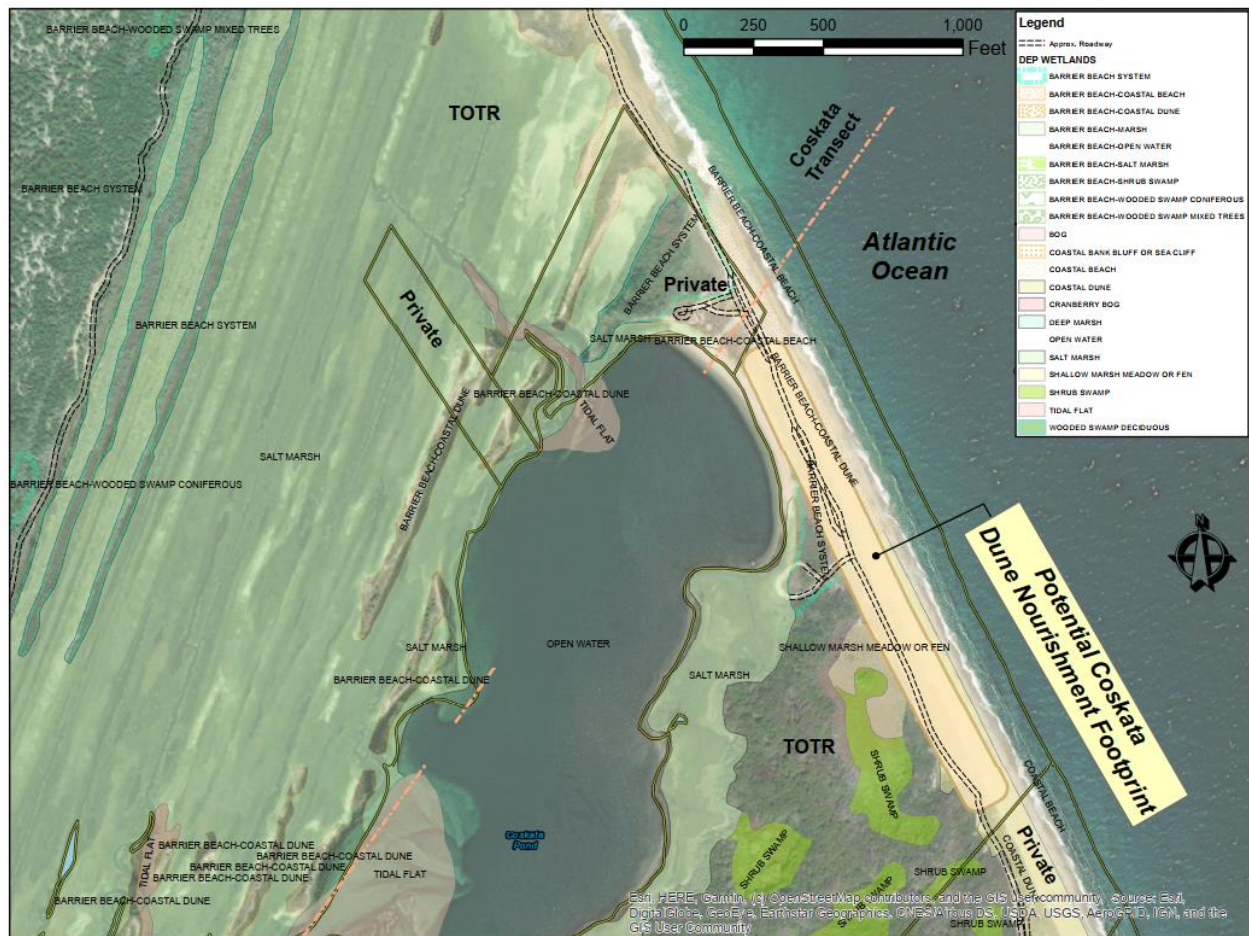 BARRIER BEACH-WOODED SWAMP MIXED TREES
0 250 500 1,000
Feet
TOTR
Coskata
Transect
Atlantic
Ocean
BARRIER BEACH SYSTEM
BARRIER BEACH-COASTAL BEACH
BARRIER BEACH SYSTEM
Private
Private
BARRIER BEACH SYSTEM
SALT MARSH
BARRIER BEACH-COASTAL BEACH
BARRIER BEACH-COASTAL DUNE
BARRIER BEACH-COASTAL DUNE
TIDAL FLAT
BARRIER BEACH-COASTAL DUNE
SALT MARSH
BARRIER BEACH-WOODED SWAMP CONIFEROUS
BARRIER BEACH SYSTEM
Potential Coskata
Dune Nourishment Footprint
OPEN WATER
SALT MARSH
SALT MARSH
SHALLOW MARSH MEADOW OR FEN
BARRIER BEACH-COASTAL DUNE
TOTR
SHRUB SWAMP
COASTAL BEACH
Coskata
Pond
TIDAL FLAT
BARRIER BEACH-COASTAL DUNE
BARRIER BEACH-COASTAL DUNE
BARRIER BEACH-COASTAL DUNE
BARRIER BEACH-COASTAL DUNE
BARRIER BEACH-COASTAL DUNE
TIDAL FLAT
SHRUB SWAMP
SHRUB SWAMP
SHRUB SWAMP
SHRUB SWAMP
COASTAL DUNE
Private
Legend
Approx. Roadway
DEP WETLANDS
BARRIER BEACH SYSTEM
BARRIER BEACH-COASTAL BEACH
BARRIER BEACH-COASTAL DUNE
BARRIER BEACH-MARSH
BARRIER BEACH-OPEN WATER
BARRIER BEACH-SALT MARSH
BARRIER BEACH-SHRUB SWAMP
BARRIER BEACH-WOODED SWAMP CONIFEROUS
BARRIER BEACH-WOODED SWAMP MIXED TREES
BOG
COASTAL BANK BLUFF OR SEA CLIFF
COASTAL BEACH
COASTAL DUNE
CRANBERRY BOG
DEEP MARSH
OPEN WATER
SALT MARSH
SHALLOW MARSH MEADOW OR FEN
SHRUB SWAMP
TIDAL FLAT
WOODED SWAMP DECIDUOUS
Esri, HERE, Garmin, (c) OpenStreetMap contributors, and the GIS user community, Source: Esri,
DigitalGlobe, GeoEye, Earthstar Geographics, CNES/Airbus DS, USDA, USGS, AeroGRID, IGN, and the
GIS User Community